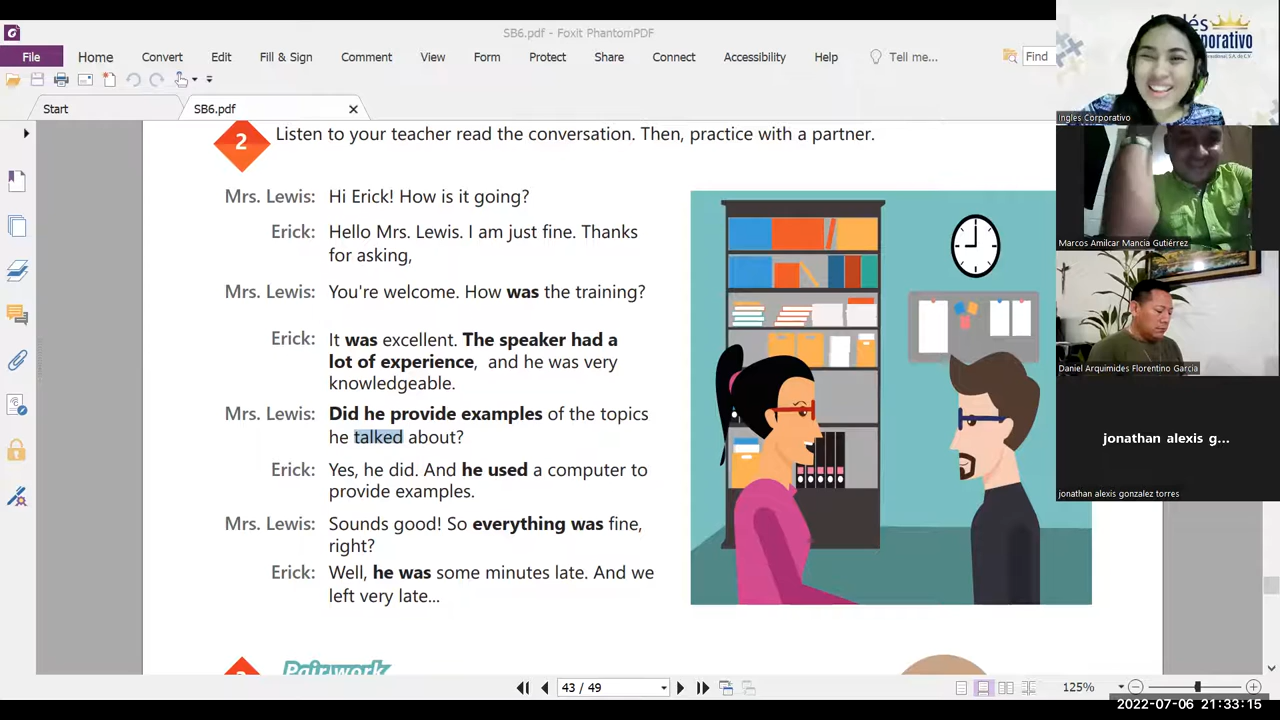 SB6.pdf - Foxit PhantomPDF
File Home Convert Edit Fill & Sign Comment View Form Protect Share Connect Accessibility Help Tell me... Find
Start SB6.pdf
2 Listen to your teacher read the conversation. Then, practice with a partner.
Mrs. Lewis: Hi Erick! How is it going?
Erick: Hello Mrs. Lewis. I am just fine. Thanks
for asking,
Mrs. Lewis: You're welcome. How was the training?
Erick: It was excellent. The speaker had a
lot of experience, and he was very
knowledgeable.
Mrs. Lewis: Did he provide examples of the topics
he talked about?
Erick: Yes, he did. And he used a computer to
provide examples.
Mrs. Lewis: Sounds good! So everything was fine,
right?
Erick: Well, he was some minutes late. And we
left very late...
Pair work
43 / 49
125%
Ingles Corporativo
Marcos Amilcar Mancia Gutiérrez
Daniel Arquimides Florentino Garcia
jonathan alexis g...
jonathan alexis gonzalez torres
2022-07-06 21:33:15